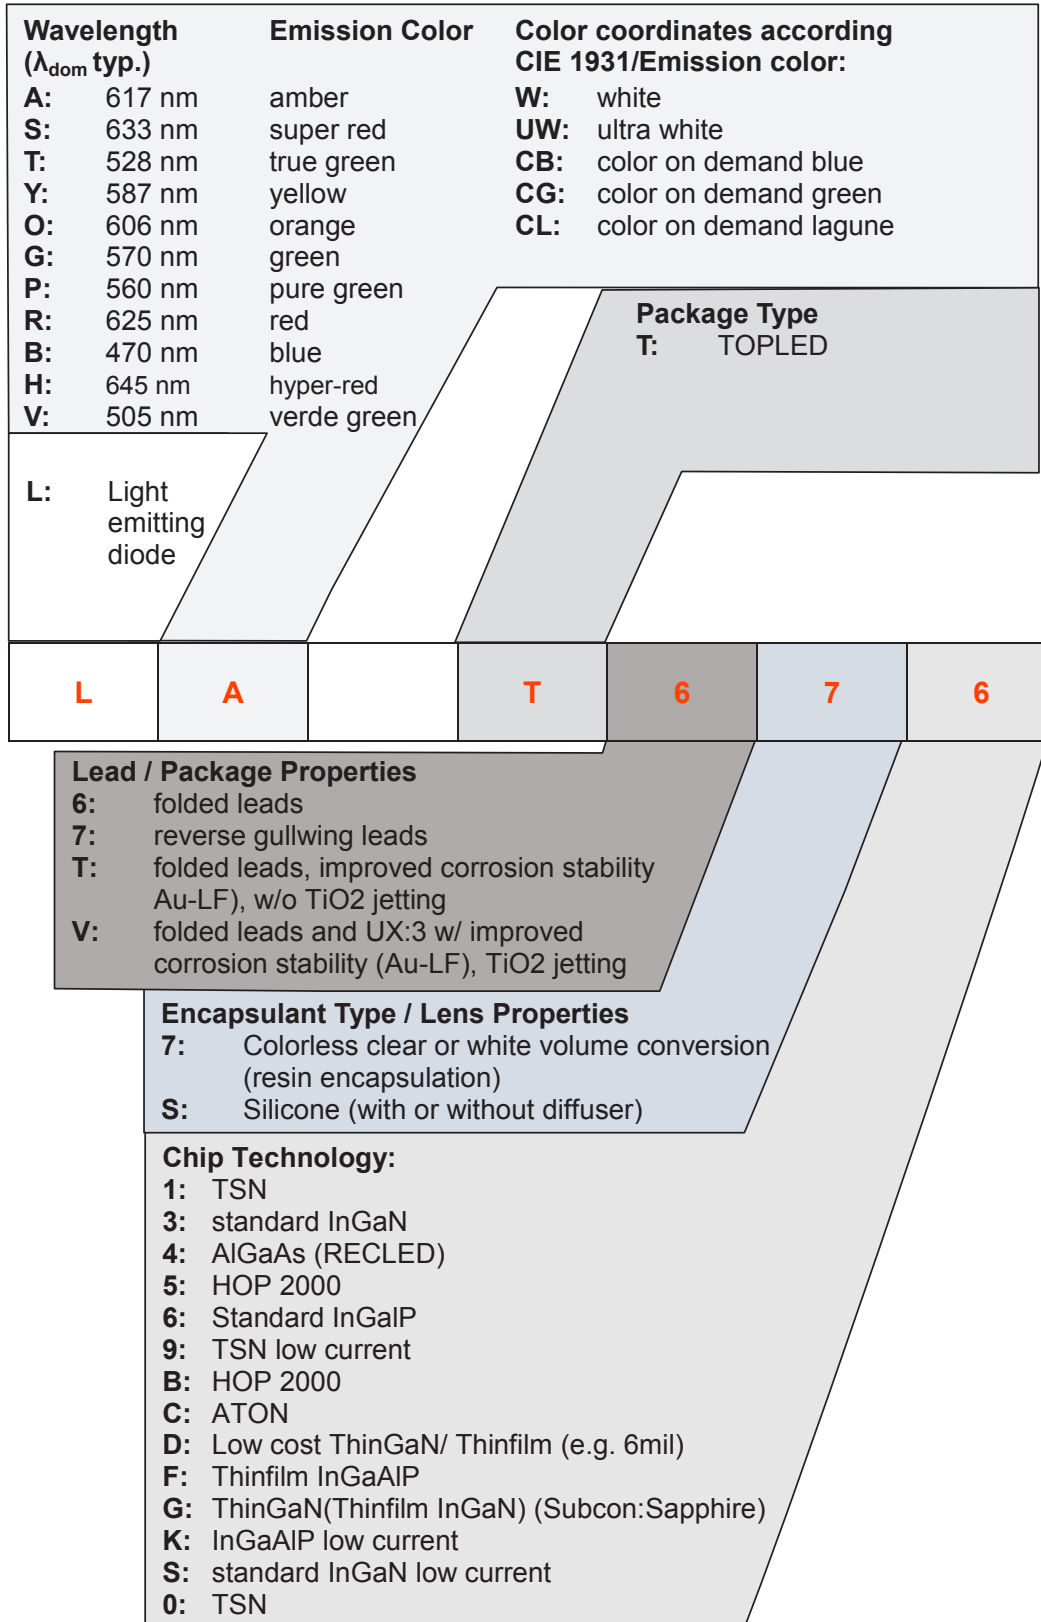 Wavelength Emission Color
(λdom typ.)
A: 617 nm amber
S: 633 nm super red
T: 528 nm true green
Y: 587 nm yellow
O: 606 nm orange
G: 570 nm green
P: 560 nm pure green
R: 625 nm red
B: 470 nm blue
H: 645 nm hyper-red
V: 505 nm verde green
Color coordinates according
CIE 1931/Emission color:
W: white
UW: ultra white
CB: color on demand blue
CG: color on demand green
CL: color on demand lagune
Package Type
T: TOPLED
L: Light
emitting
diode
L A T 6 7 6
Lead / Package Properties
6: folded leads
7: reverse gullwing leads
T: folded leads, improved corrosion stability
Au-LF), w/o TiO2 jetting
V: folded leads and UX:3 w/ improved
corrosion stability (Au-LF), TiO2 jetting
Encapsulant Type / Lens Properties
7: Colorless clear or white volume conversion
(resin encapsulation)
S: Silicone (with or without diffuser)
Chip Technology:
1: TSN
3: standard InGaN
4: AlGaAs (RECLED)
5: HOP 2000
6: Standard InGalP
9: TSN low current
B: HOP 2000
C: ATON
D: Low cost ThinGaN/ Thinfilm (e.g. 6mil)
F: Thinfilm InGaAlP
G: ThinGaN(Thinfilm InGaN) (Subcon:Sapphire)
K: InGaAlP low current
S: standard InGaN low current
0: TSN